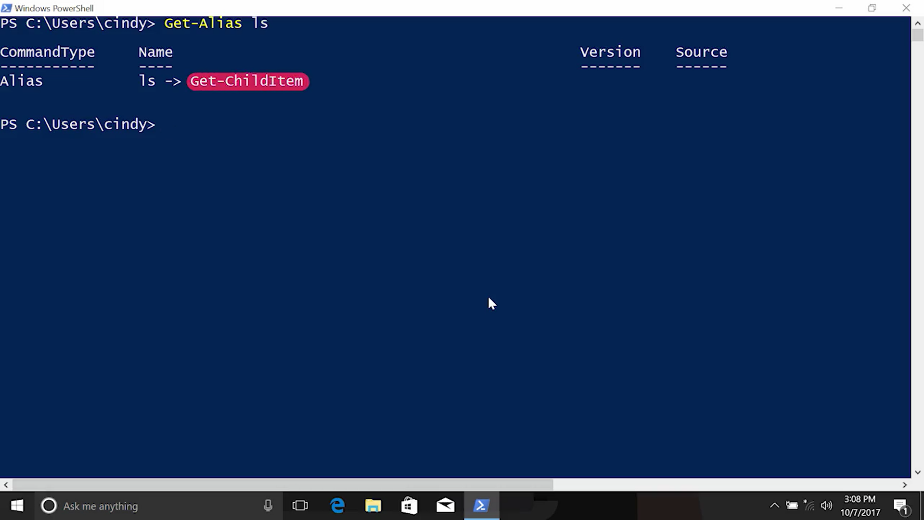 Windows PowerShell
PS C:\Users\cindy> Get-Alias ls
CommandType Name Version Source
----------- ---- ------- ------
Alias ls -> Get-ChildItem
PS C:\Users\cindy>
Ask me anything
3:08 PM
10/7/2017
1